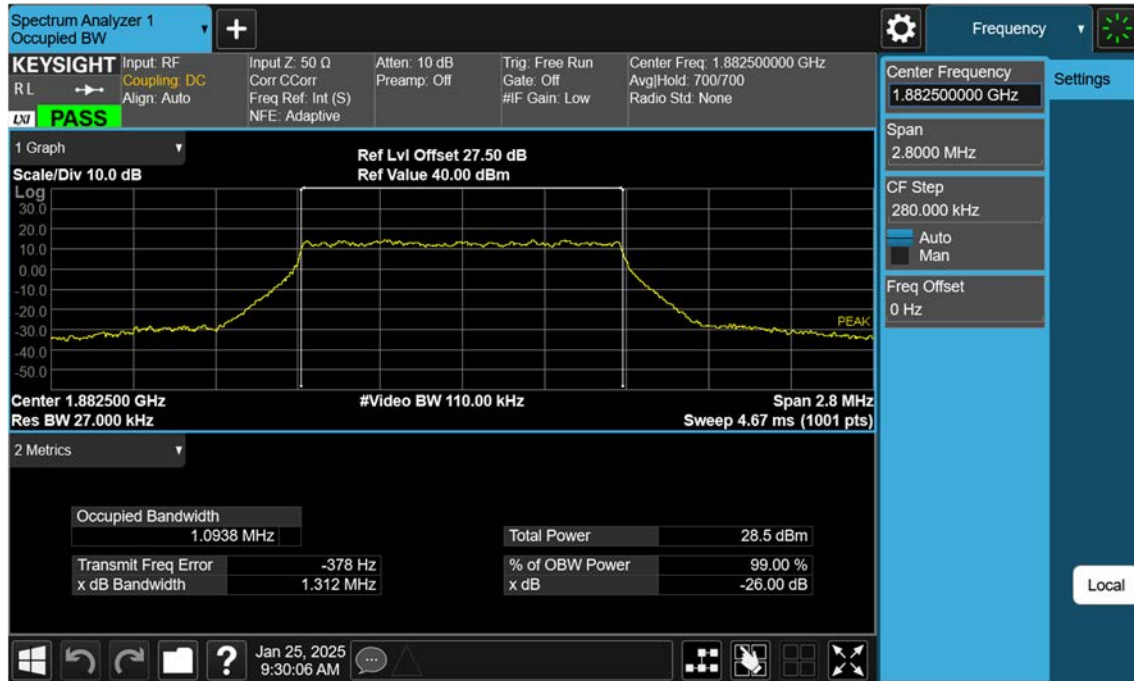 Spectrum Analyzer 1
Occupied BW
Frequency
KEYSIGHT
RL
LXI
PASS
Input: RF
Coupling: DC
Align: Auto
Input Z: 50 Ω
Corr CCorr
Freq Ref: Int (S)
NFE: Adaptive
Atten: 10 dB
Preamp: Off
Trig: Free Run
Gate: Off
#IF Gain: Low
Center Freq: 1.882500000 GHz
Avg|Hold: 700/700
Radio Std: None
Center Frequency
1.882500000 GHz
Settings
Span
2.8000 MHz
CF Step
280.000 kHz
Auto
Man
Freq Offset
0 Hz
1 Graph
Scale/Div 10.0 dB
Ref Lvl Offset 27.50 dB
Ref Value 40.00 dBm
Log
30.0
20.0
10.0
0.00
-10.0
-20.0
-30.0
-40.0
-50.0
PEAK
Center 1.882500 GHz
#Video BW 110.00 kHz
Span 2.8 MHz
Res BW 27.000 kHz
Sweep 4.67 ms (1001 pts)
2 Metrics
Occupied Bandwidth
1.0938 MHz
Total Power 28.5 dBm
Transmit Freq Error -378 Hz
% of OBW Power 99.00 %
x dB Bandwidth 1.312 MHz
x dB -26.00 dB
Local
?
Jan 25, 2025
9:30:06 AM